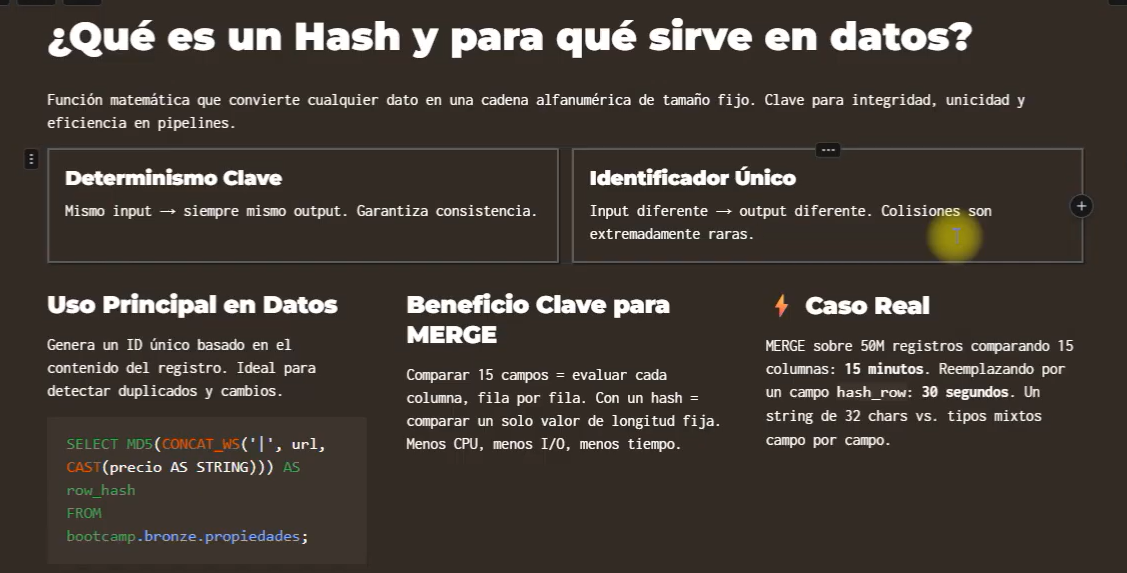 ¿Qué es un Hash y para qué sirve en datos?
Función matemática que convierte cualquier dato en una cadena alfanumérica de tamaño fijo. Clave para integridad, unicidad y
eficiencia en pipelines.
Determinismo Clave
Mismo input → siempre mismo output. Garantiza consistencia.
Identificador Único
Input diferente → output diferente. Colisiones son
extremadamente raras.
Uso Principal en Datos
Genera un ID único basado en el
contenido del registro. Ideal para
detectar duplicados y cambios.
SELECT MD5(CONCAT_WS('|', url,
CAST(precio AS STRING))) AS
row_hash
FROM
bootcamp.bronze.propiedades;
Beneficio Clave para
MERGE
Comparar 15 campos = evaluar cada
columna, fila por fila. Con un hash =
comparar un solo valor de longitud fija.
Menos CPU, menos I/O, menos tiempo.
⚡ Caso Real
MERGE sobre 50M registros comparando 15
columnas: 15 minutos. Reemplazando por
un campo hash_row: 30 segundos. Un
string de 32 chars vs. tipos mixtos
campo por campo.